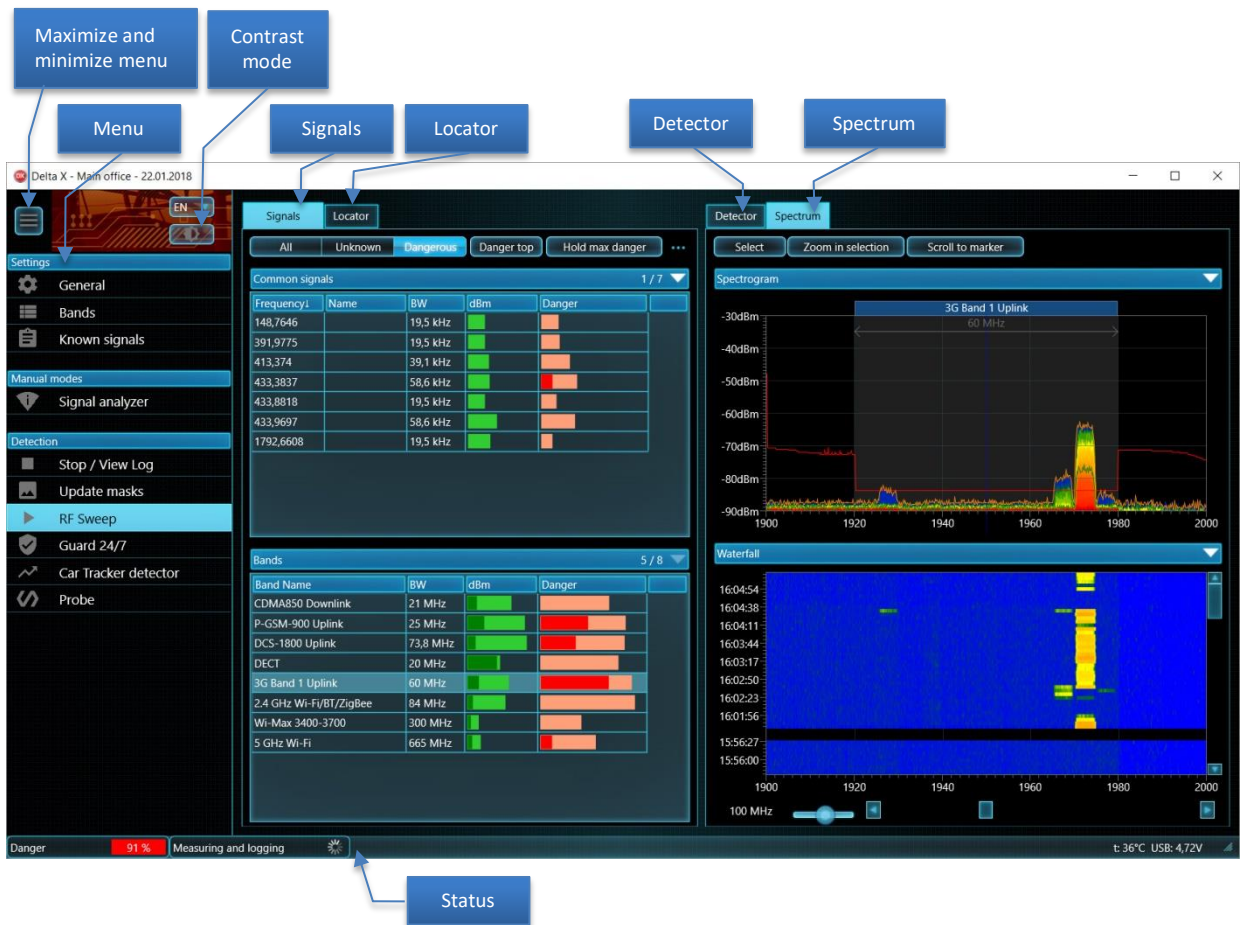 Maximize and
minimize menu
Contrast
mode
Menu
Signals
Locator
Detector
Spectrum
Delta X - Main office - 22.01.2018
EN
Settings
General
Bands
Known signals
Manual modes
Signal analyzer
Detection
Stop / View Log
Update masks
RF Sweep
Guard 24/7
Car Tracker detector
Probe
Signals Locator
All Unknown Dangerous Danger top Hold max danger ...
Common signals 1 / 7
Frequency↓ Name BW dBm Danger
148,7646 19,5 kHz
391,9775 19,5 kHz
413,374 39,1 kHz
433,3837 58,6 kHz
433,8818 19,5 kHz
433,9697 58,6 kHz
1792,6608 19,5 kHz
Bands 5 / 8
Band Name BW dBm Danger
CDMA850 Downlink 21 MHz
P-GSM-900 Uplink 25 MHz
DCS-1800 Uplink 73,8 MHz
DECT 20 MHz
3G Band 1 Uplink 60 MHz
2.4 GHz Wi-Fi/BT/ZigBee 84 MHz
Wi-Max 3400-3700 300 MHz
5 GHz Wi-Fi 665 MHz
Detector Spectrum
Select Zoom in selection Scroll to marker
Spectrogram
3G Band 1 Uplink
60 MHz
-30dBm
-40dBm
-50dBm
-60dBm
-70dBm
-80dBm
-90dBm
1900 1920 1940 1960 1980 2000
Waterfall
16:04:54
16:04:38
16:04:11
16:03:44
16:03:17
16:02:50
16:02:23
16:01:56
15:56:27
15:56:00
1900 1920 1940 1960 1980 2000
100 MHz
Danger 91 % Measuring and logging t: 36°C USB: 4,72V
Status